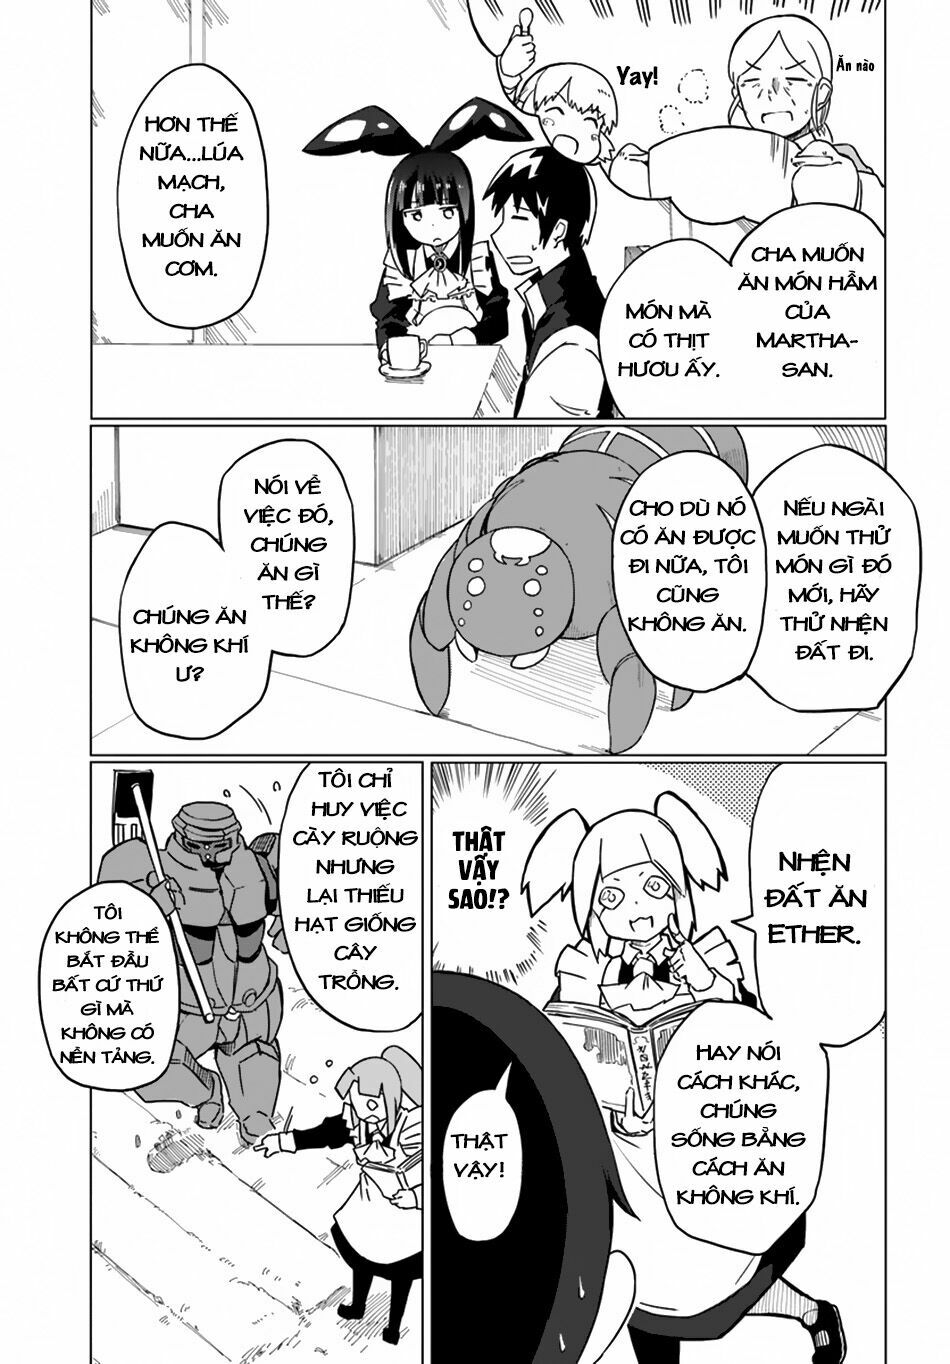 Ăn nào
Yay!
CHA MUỐN
ĂN MÓN HẦM
CỦA
MARTHA-
SAN.
MÓN MÀ
CÓ THỊT
HƯƠU ẤY.
HƠN THẾ
NỮA...LÚA
MẠCH,
CHA
MUỐN ĂN
CƠM.
NẾU NGÀI
MUỐN THỬ
MÓN GÌ ĐÓ
MỚI, HÃY
THỬ NHỆN
ĐẤT ĐI.
CHO DÙ NÓ
CÓ ĂN ĐƯỢC
ĐI NỮA, TÔI
CŨNG
KHÔNG ĂN.
NÓI VỀ
VIỆC ĐÓ,
CHÚNG
ĂN GÌ
THẾ?
CHÚNG ĂN
KHÔNG KHÍ
Ư?
NHỆN
ĐẤT ĂN
ETHER.
THẬT
VẬY
SAO!?
HAY NÓI
CÁCH KHÁC,
CHÚNG
SỐNG BẰNG
CÁCH ĂN
KHÔNG KHÍ.
THẬT
VẬY!
TÔI CHỈ
HUY VIỆC
CÀY RUỘNG
NHƯNG
LẠI THIẾU
HẠT GIỐNG
CÂY
TRỒNG.
TÔI
KHÔNG THỂ
BẮT ĐẦU
BẤT CỨ THỨ
GÌ MÀ
KHÔNG CÓ
NỀN TẢNG.